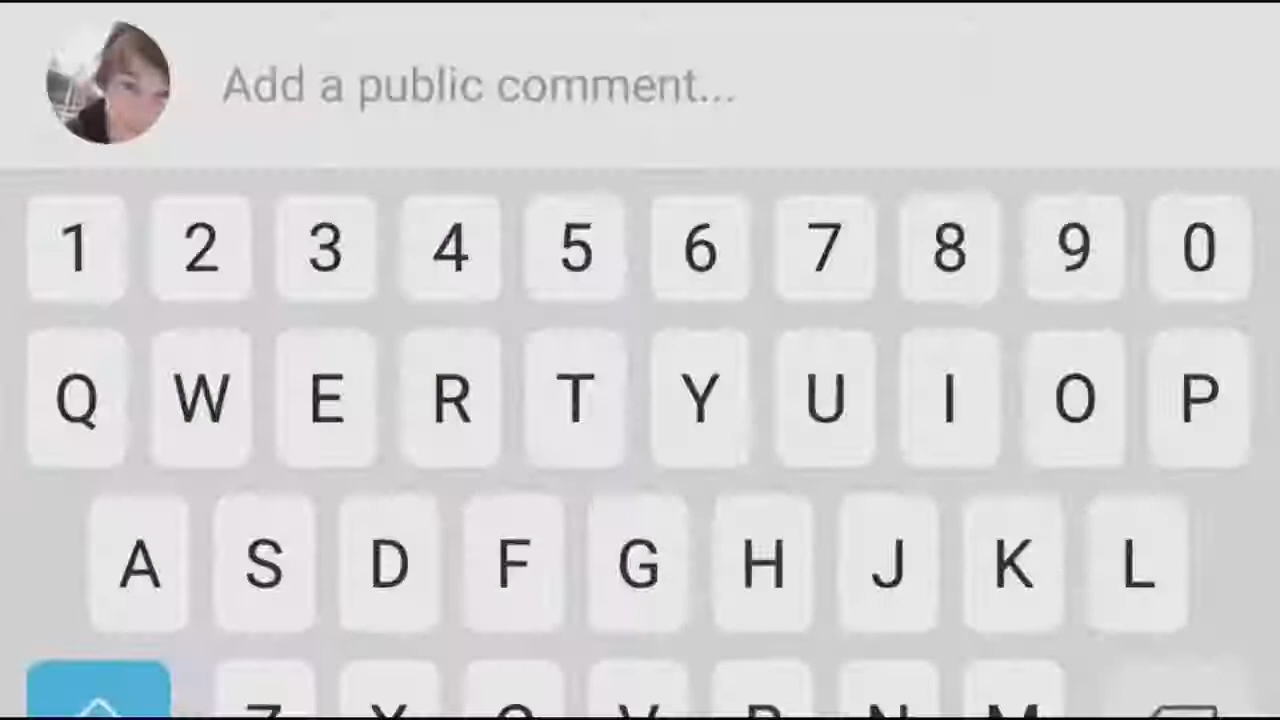 Add a public comment...
1 2 3 4 5 6 7 8 9 0
Q W E R T Y U I O P
A S D F G H J K L
Z X C V B N M